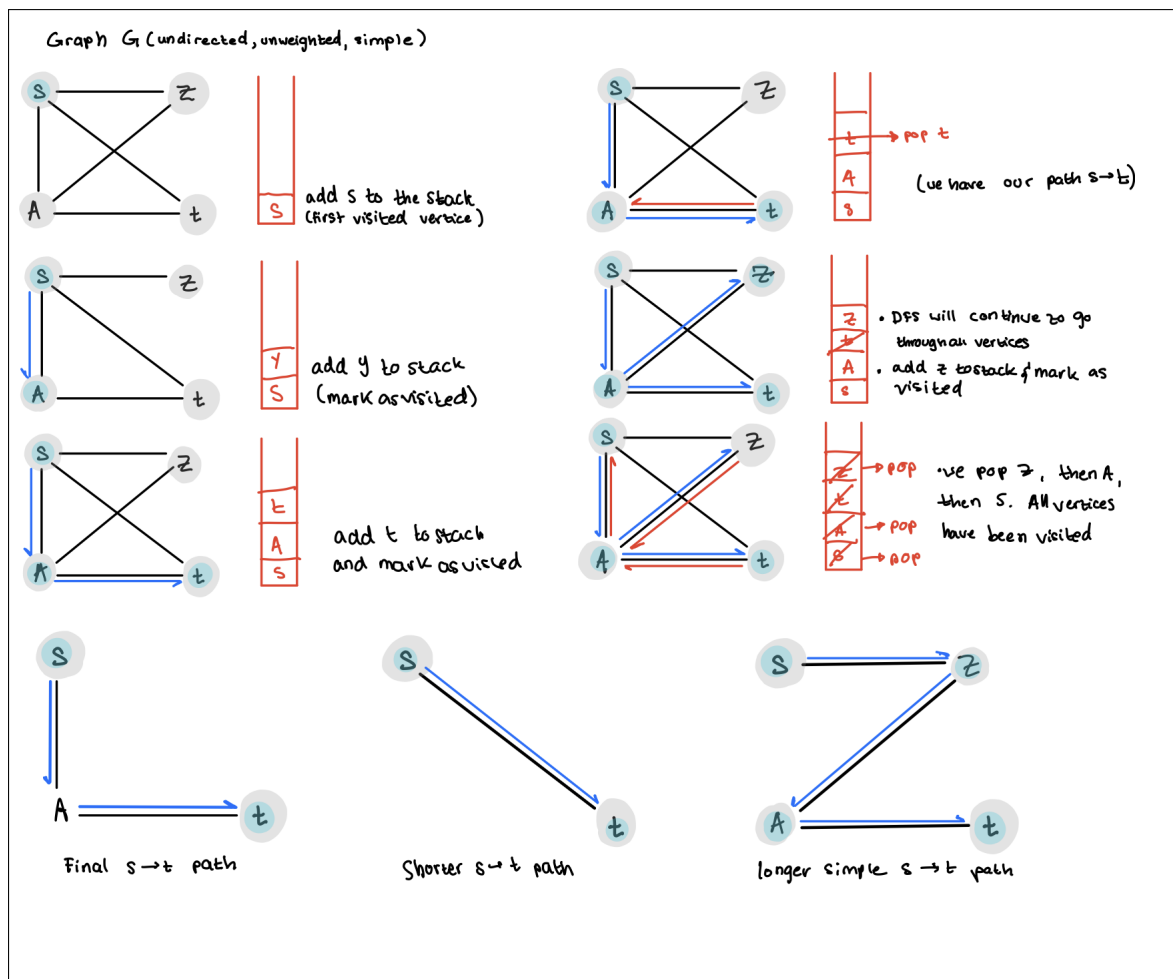 Graph G (undirected, unweighted, simple)
S
Z
A
t
S
add S to the stack
(first visited vertice)
S
Z
A
t
Y
S
add Y to stack
(mark as visited)
S
Z
A
t
t
A
S
add t to stack
and mark as visited
S
Z
A
t
t
A
S
pop t
(we have our path s→t)
S
Z
A
t
Z
t
A
S
• DFS will continue to go
through all vertices
• add z to stack & mark as
visited
S
Z
A
t
Z
t
A
S
pop
pop
pop
• we pop Z, then A,
then S. All vertices
have been visited
S
A
t
Final s→t path
S
t
Shorter s→t path
S
Z
A
t
longer simple s→t path